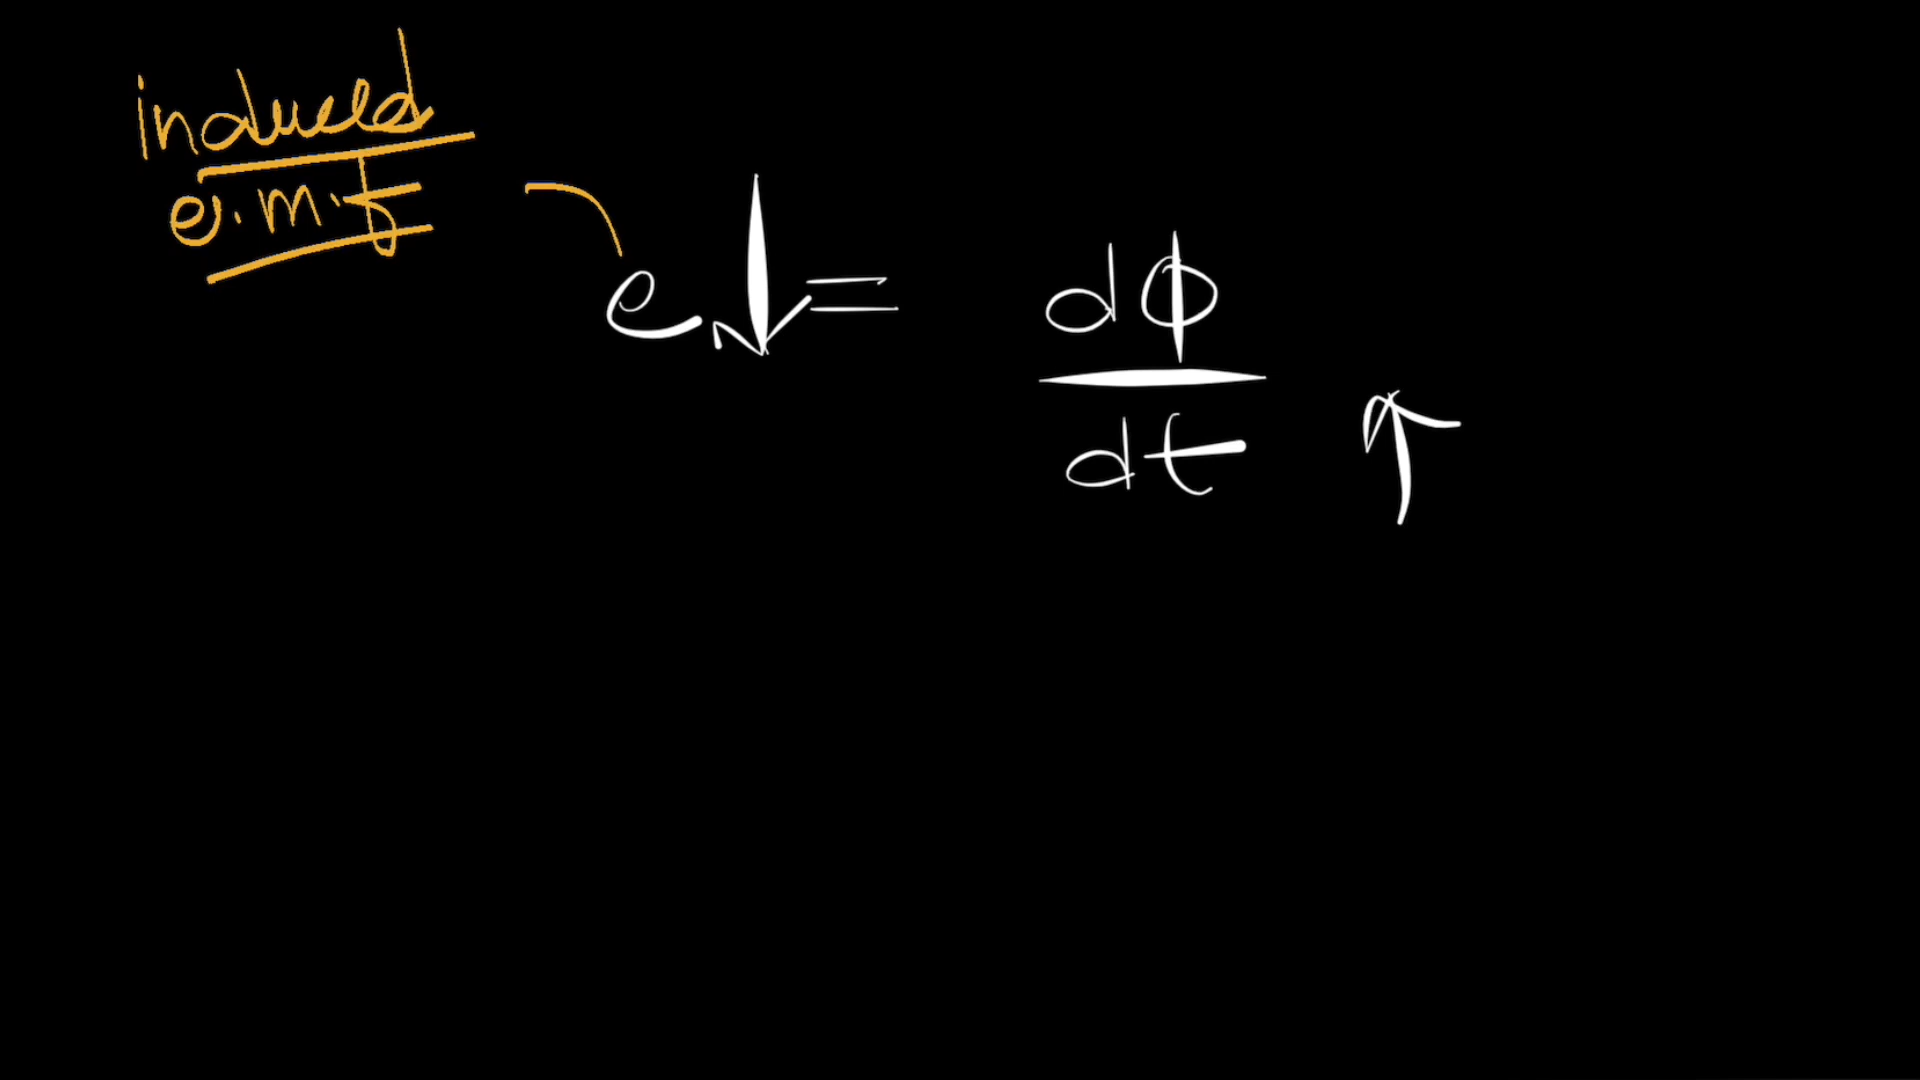 induced
e.m.f
e ↓ = dϕ/dt ↑